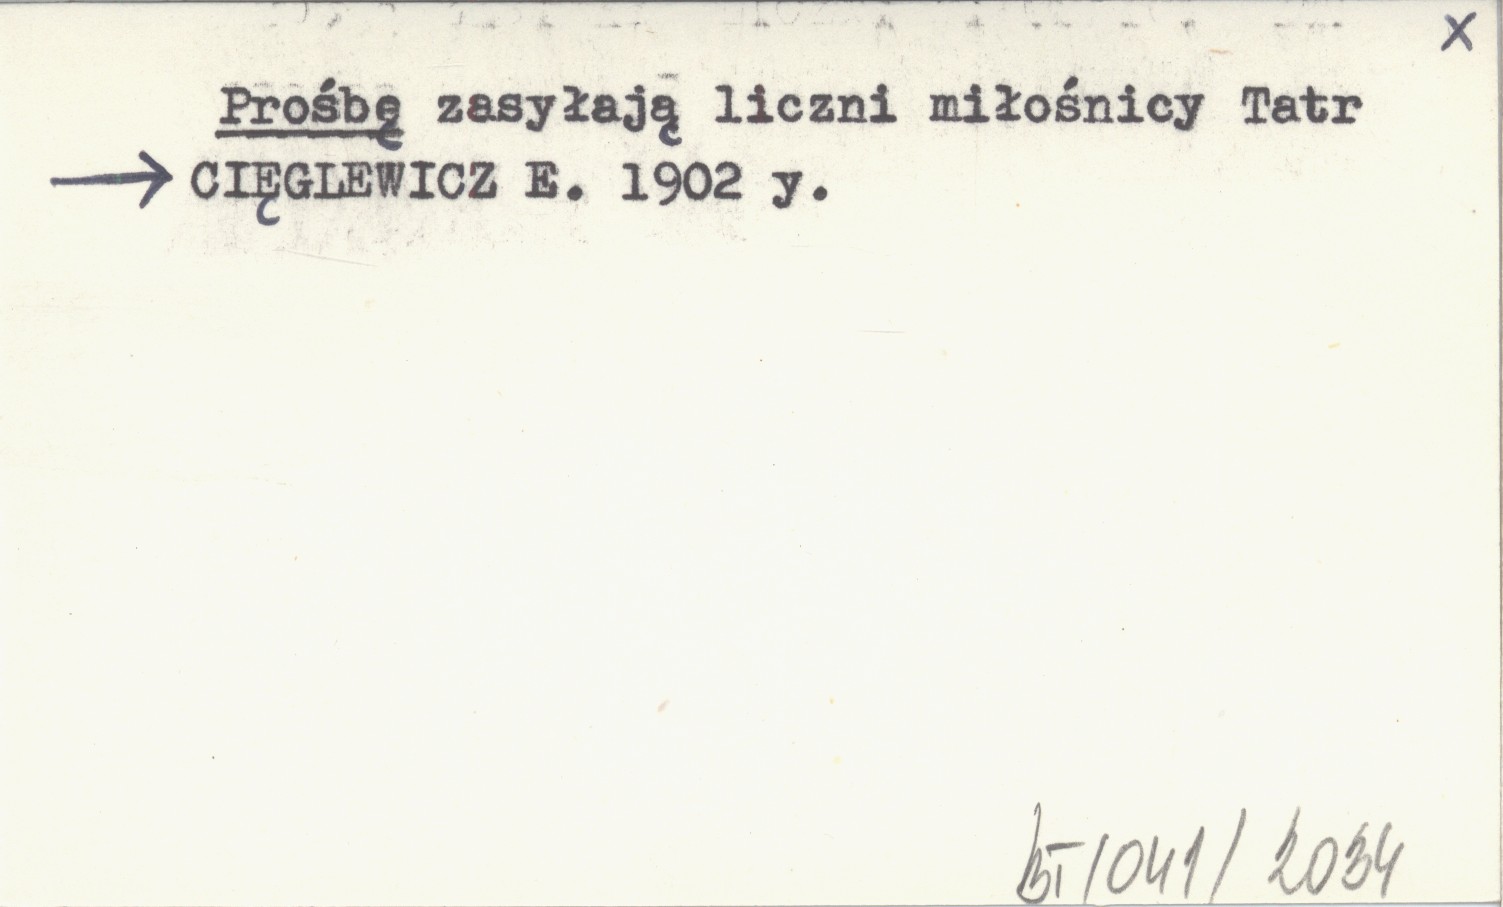 x
Prośbę zasyłają liczni miłośnicy Tatr
→ CIĘGLEWICZ E. 1902 y.
BT/041/2034